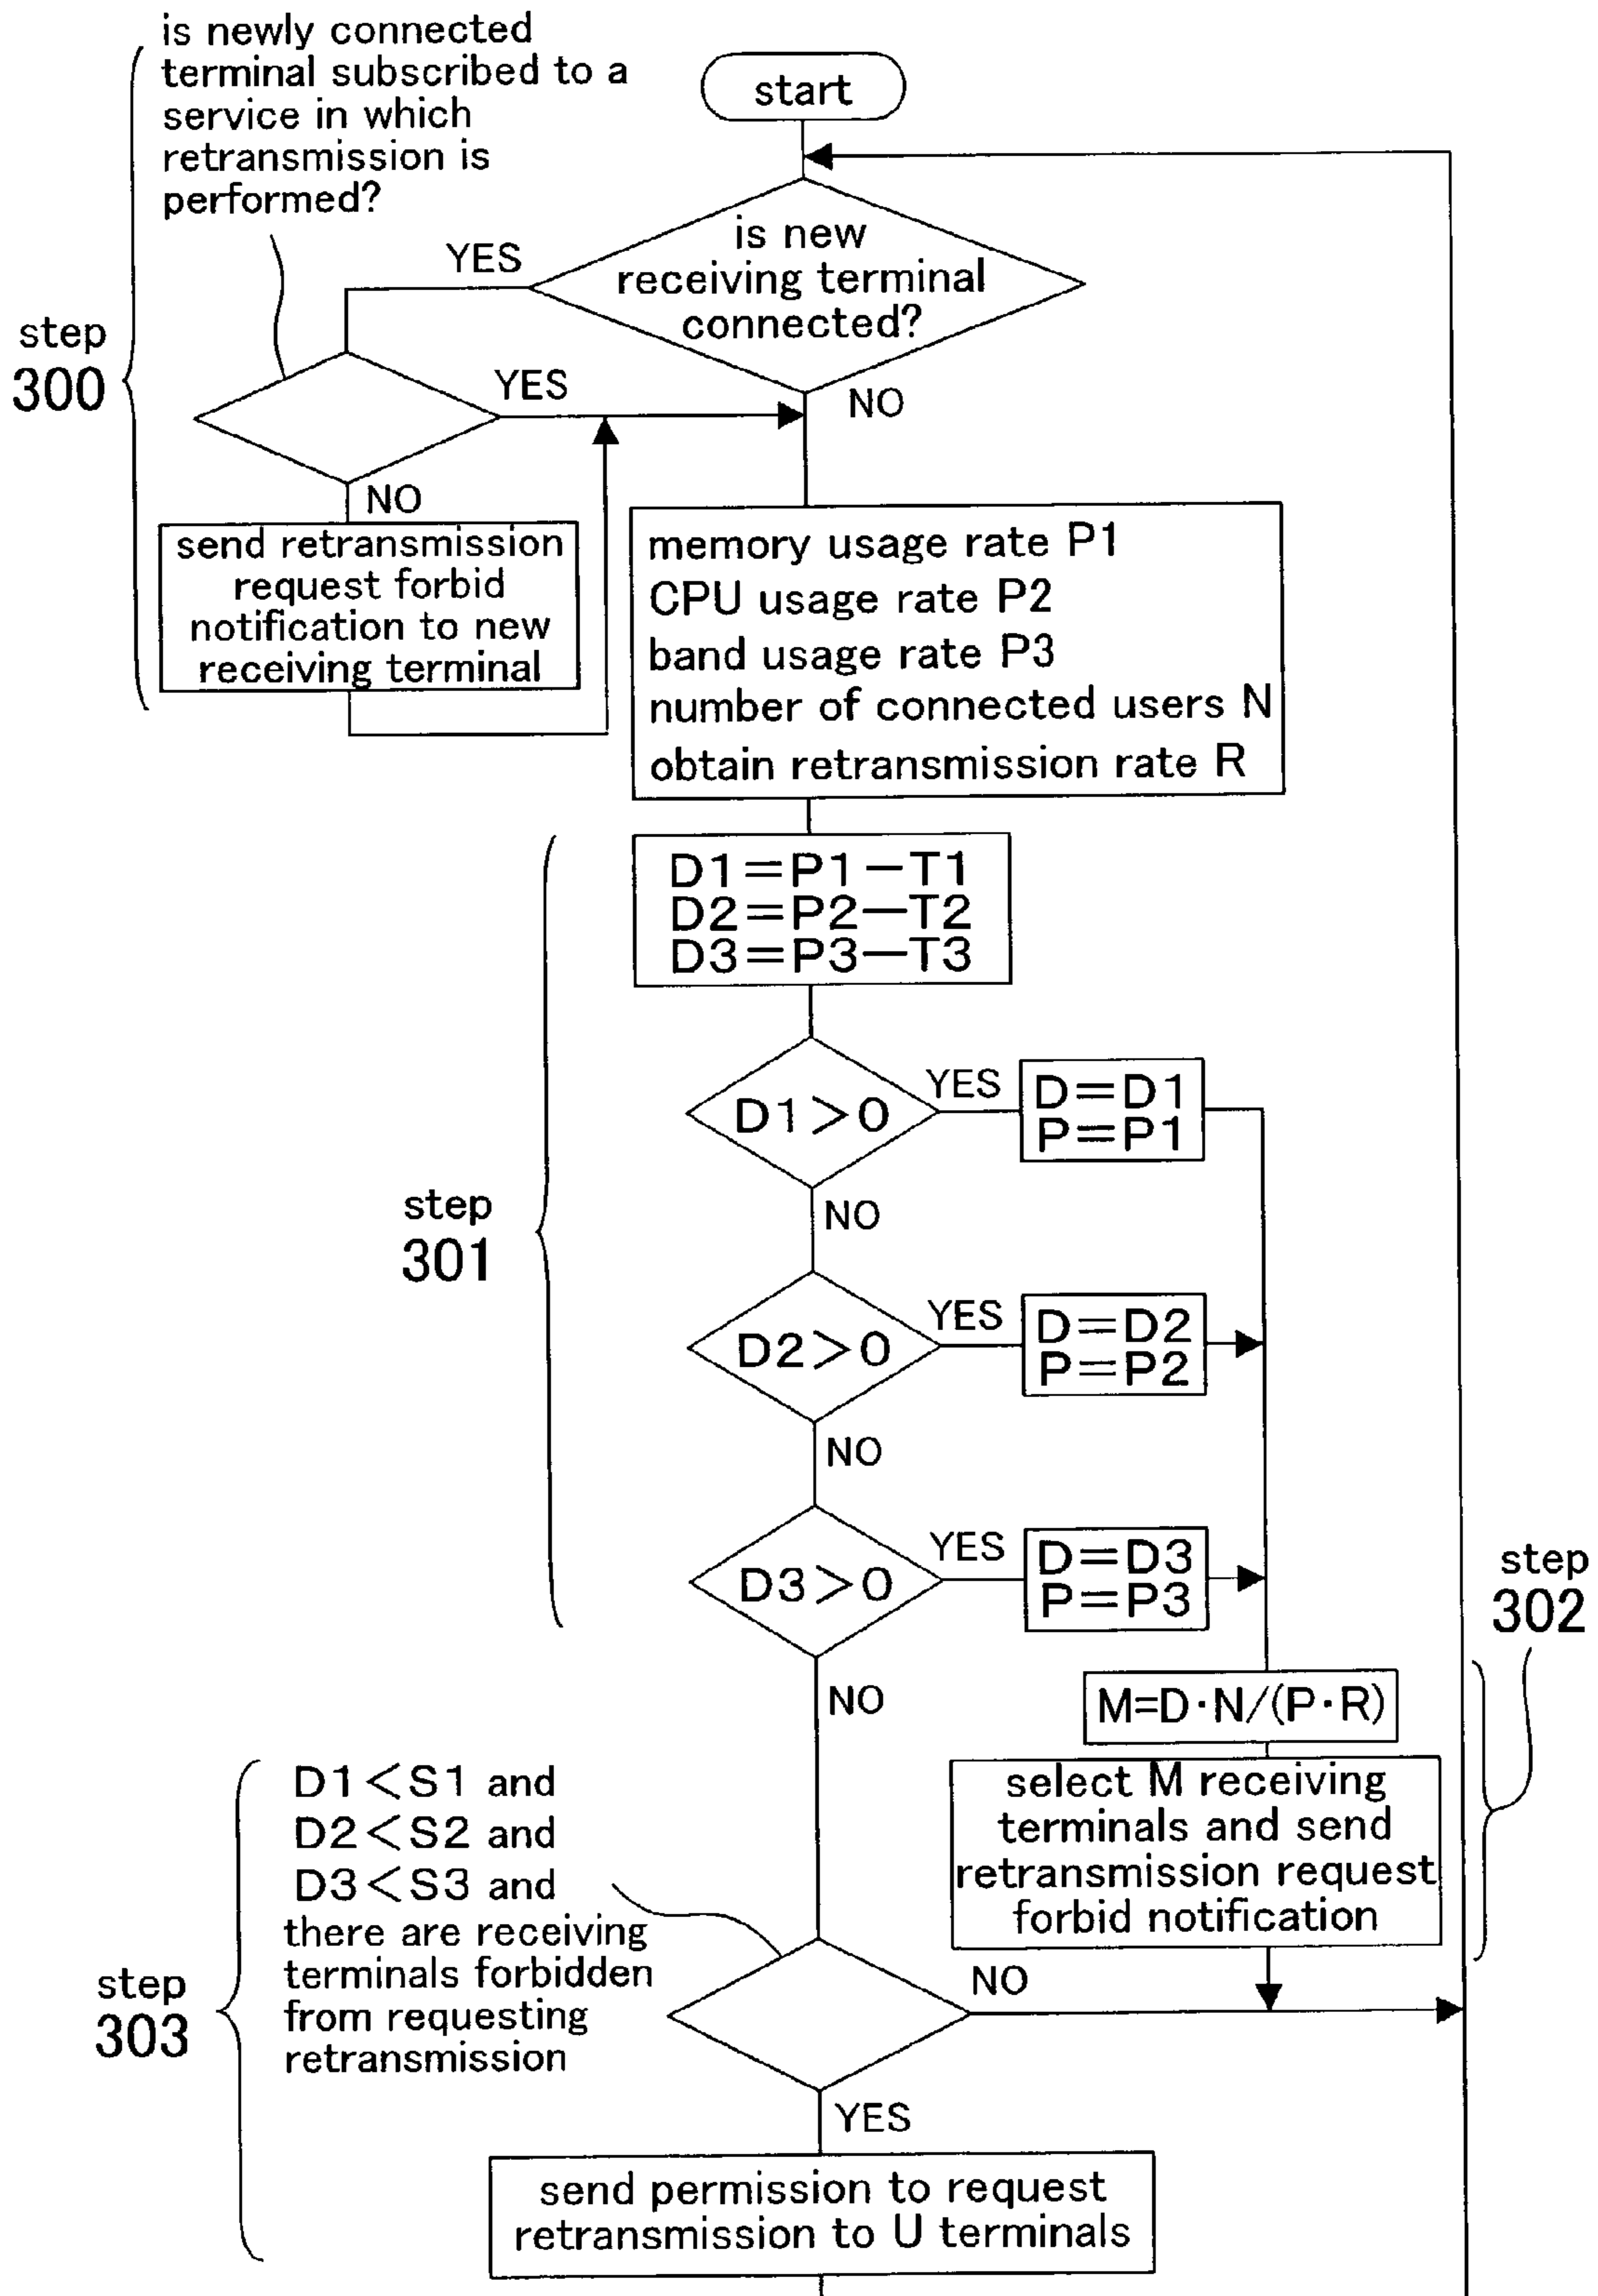 is newly connected
terminal subscribed to a
service in which
retransmission is
performed?
start
is new
receiving terminal
connected?
YES
NO
step
300
YES
NO
send retransmission
request forbid
notification to new
receiving terminal
memory usage rate P1
CPU usage rate P2
band usage rate P3
number of connected users N
obtain retransmission rate R
D1=P1−T1
D2=P2−T2
D3=P3−T3
step
301
D1>0
YES
D=D1
P=P1
NO
D2>0
YES
D=D2
P=P2
NO
D3>0
YES
D=D3
P=P3
NO
step
302
M=D·N/(P·R)
select M receiving
terminals and send
retransmission request
forbid notification
step
303
D1<S1 and
D2<S2 and
D3<S3 and
there are receiving
terminals forbidden
from requesting
retransmission
NO
YES
send permission to request
retransmission to U terminals